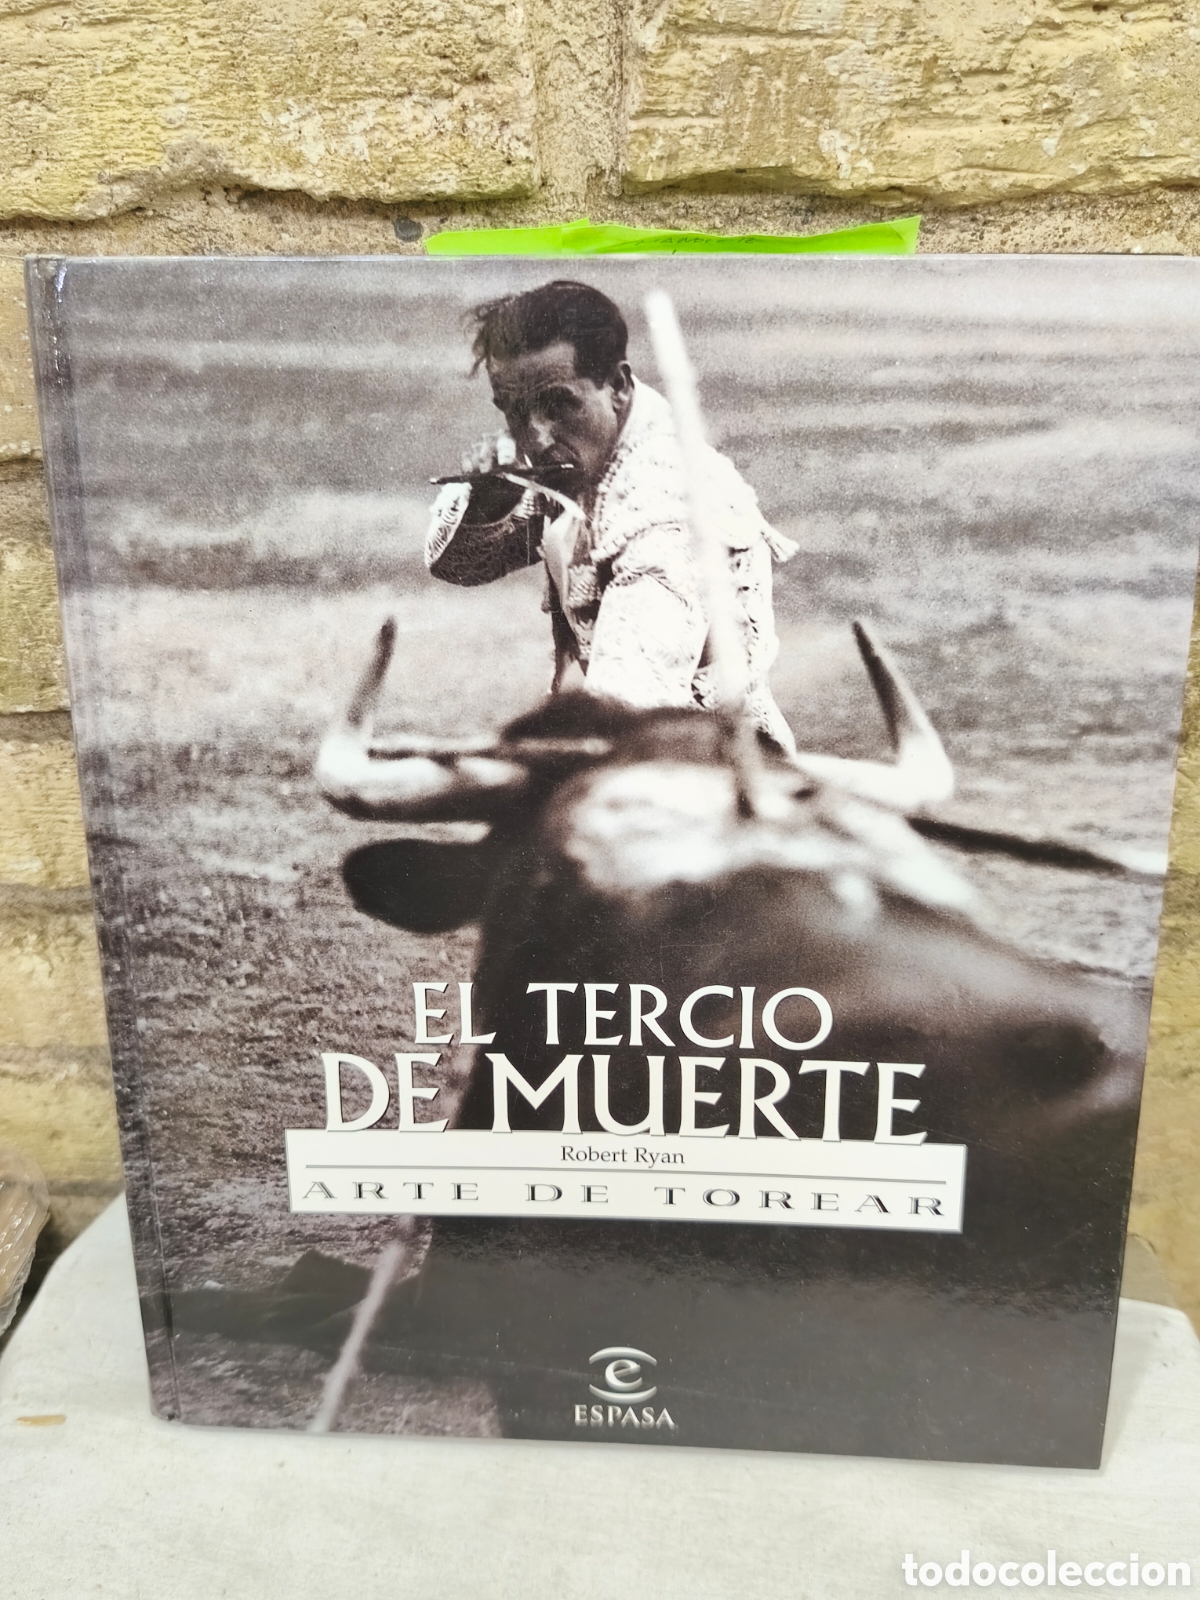 EL TERCIO
DE MUERTE
Robert Ryan
ARTE DE TOREAR
e
ESPASA
todocoleccion